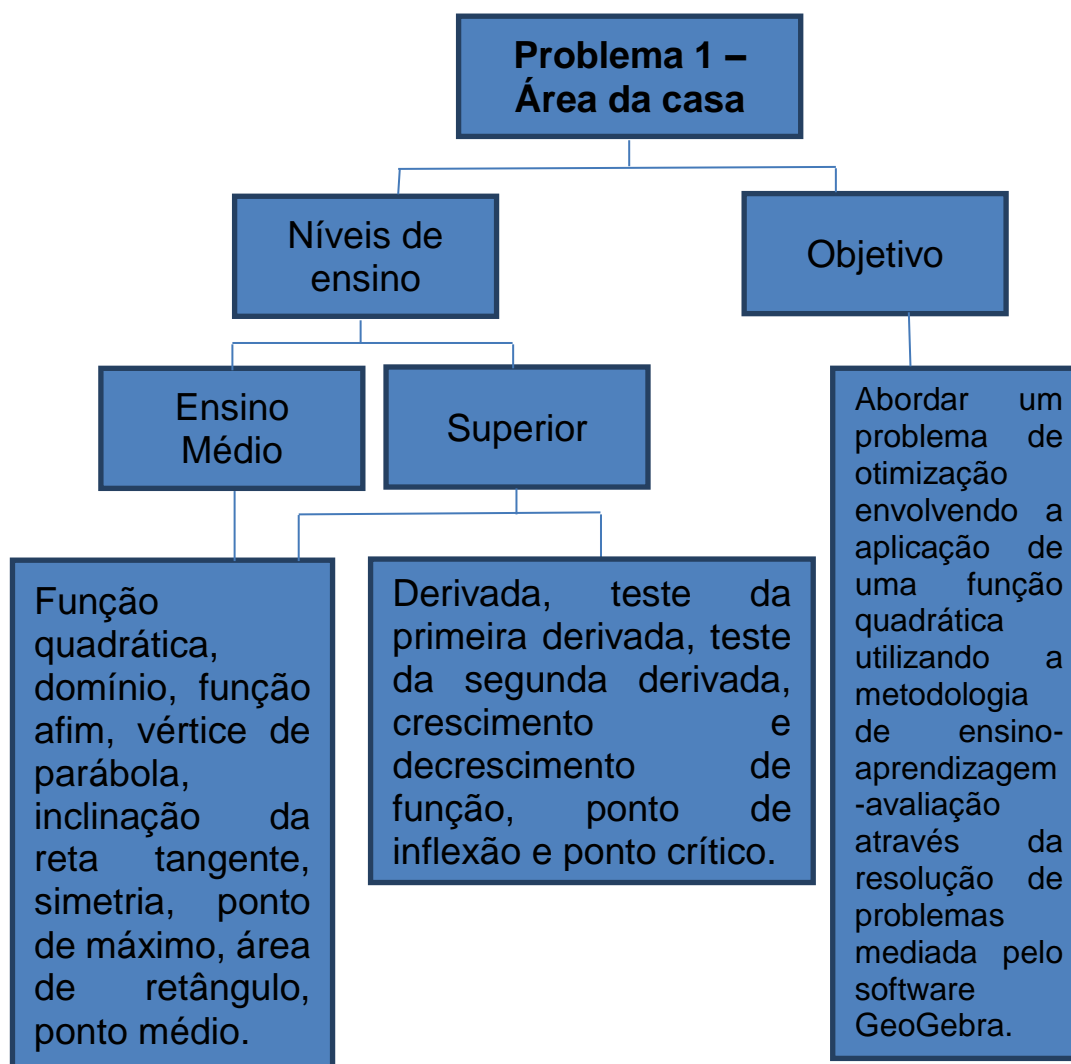 Problema 1 –
Área da casa
Níveis de
ensino
Objetivo
Ensino
Médio
Superior
Função
quadrática,
domínio, função
afim, vértice de
parábola,
inclinação da
reta tangente,
simetria, ponto
de máximo, área
de retângulo,
ponto médio.
Derivada, teste da
primeira derivada, teste
da segunda derivada,
crescimento e
decrescimento de
função, ponto de
inflexão e ponto crítico.
Abordar um
problema de
otimização
envolvendo a
aplicação de
uma função
quadrática
utilizando a
metodologia
de ensino-
aprendizagem
-avaliação
através da
resolução de
problemas
mediada pelo
software
GeoGebra.